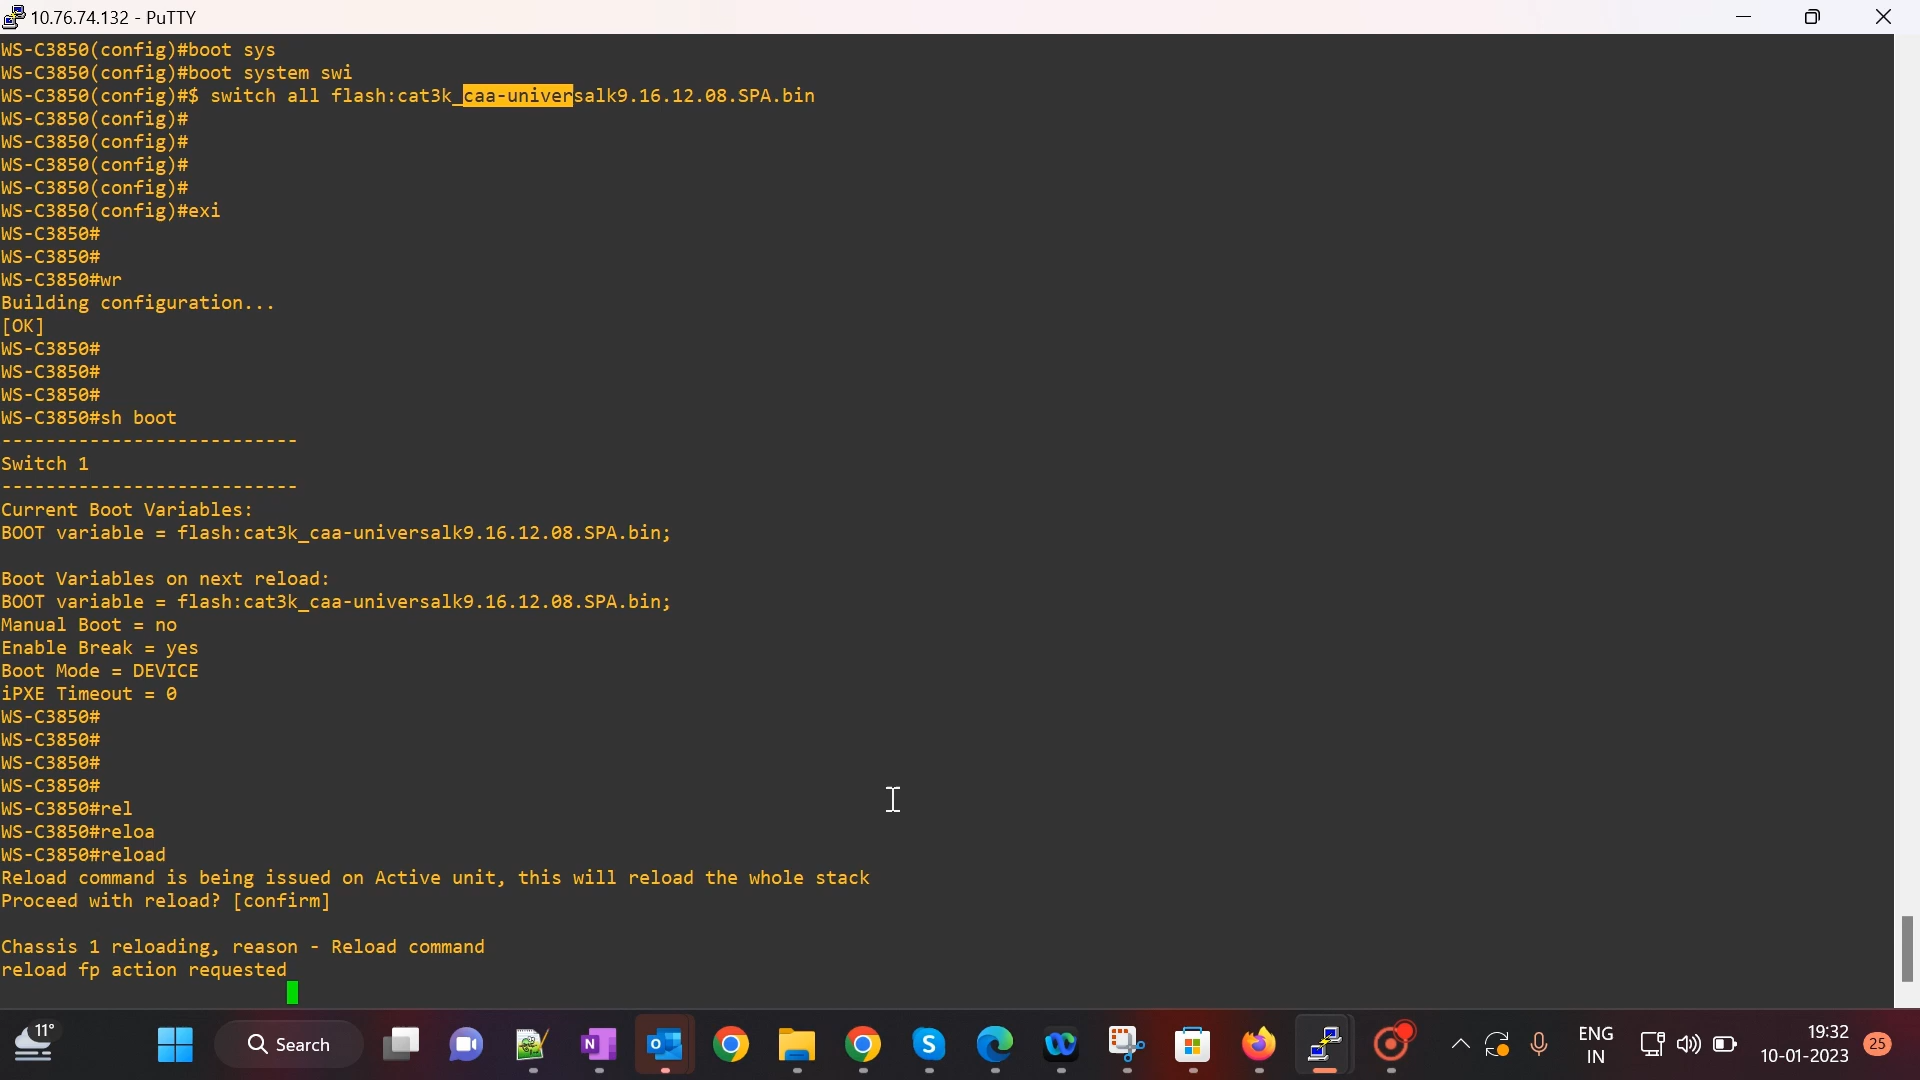 10.76.74.132 - PuTTY
WS-C3850(config)#boot sys
WS-C3850(config)#boot system swi
WS-C3850(config)#$ switch all flash:cat3k_caa-universalk9.16.12.08.SPA.bin
WS-C3850(config)#
WS-C3850(config)#
WS-C3850(config)#
WS-C3850(config)#
WS-C3850(config)#exi
WS-C3850#
WS-C3850#
WS-C3850#wr
Building configuration...
[OK]
WS-C3850#
WS-C3850#
WS-C3850#
WS-C3850#sh boot
---------------------------
Switch 1
---------------------------
Current Boot Variables:
BOOT variable = flash:cat3k_caa-universalk9.16.12.08.SPA.bin;
Boot Variables on next reload:
BOOT variable = flash:cat3k_caa-universalk9.16.12.08.SPA.bin;
Manual Boot = no
Enable Break = yes
Boot Mode = DEVICE
iPXE Timeout = 0
WS-C3850#
WS-C3850#
WS-C3850#
WS-C3850#
WS-C3850#rel
WS-C3850#reloa
WS-C3850#reload
Reload command is being issued on Active unit, this will reload the whole stack
Proceed with reload? [confirm]
Chassis 1 reloading, reason - Reload command
reload fp action requested
11°
Search
ENG
IN
19:32
10-01-2023
25